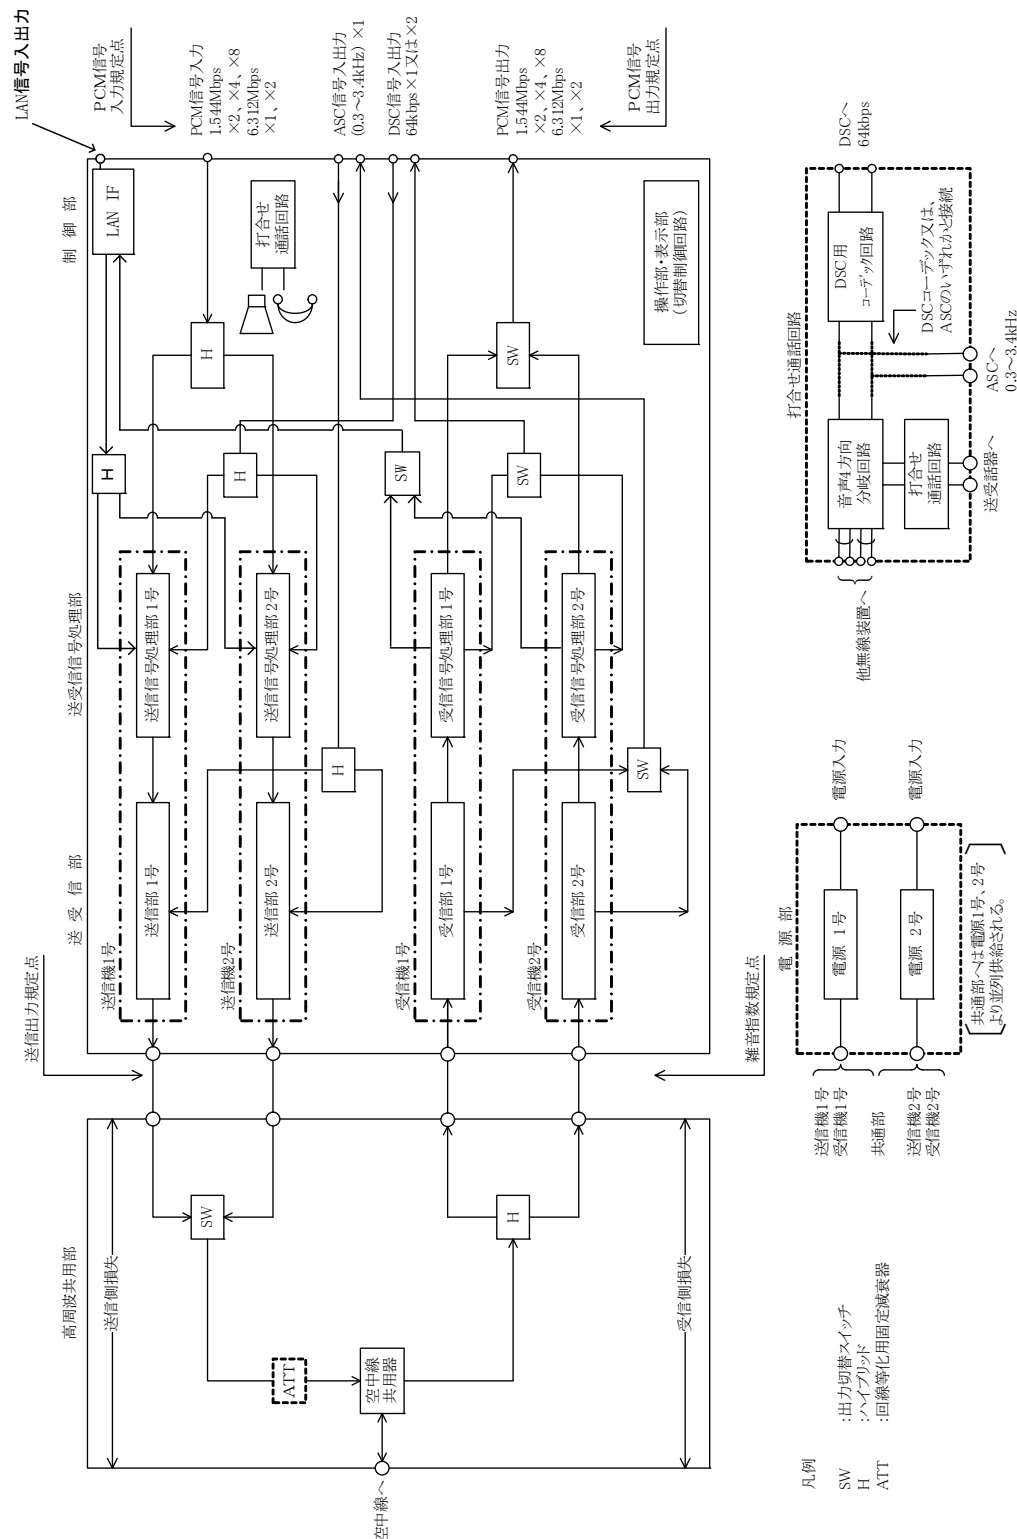 LAN信号入出力
PCM信号
入力規定点
PCM信号入力
1.544Mbps
×2、×4、×8
6.312Mbps
×1、×2
ASC信号入出力
(0.3～3.4kHz) ×1
DSC信号入出力
64kbps×1又は×2
PCM信号出力
1.544Mbps
×2、×4、×8
6.312Mbps
×1、×2
PCM信号
出力規定点
制 御 部
LAN IF
打合せ
通話回路
操作部・表示部
(切替制御回路)
H
H
H
SW
SW
SW
送受信信号処理部
送信信号処理部 1号
送信信号処理部 2号
受信信号処理部 1号
受信信号処理部 2号
H
SW
送 受 信 部
送信部 1号
送信部 2号
受信部 1号
受信部 2号
送信機1号
送信機2号
受信機1号
受信機2号
送信出力規定点
雑音指数規定点
高周波共用部
送信側損失
SW
H
ATT
空中線
共用器
受信側損失
空中線へ
打合せ通話回路
DSCへ
64kbps
DSC用
コーデック回路
DSCコーデック又は、
ASCのいずれかと接続
音声4方向
分岐回路
打合せ
通話回路
ASCへ
0.3～3.4kHz
送受話器へ
他無線装置へ
電 源 部
電源入力
電源入力
電源 1号
電源 2号
共通部へは電源1号、2号
より並列供給される。
送信機1号
受信機1号
共通部
送信機2号
受信機2号
凡例
SW :出力切替スイッチ
H :ハイブリッド
ATT :回線等化用固定減衰器